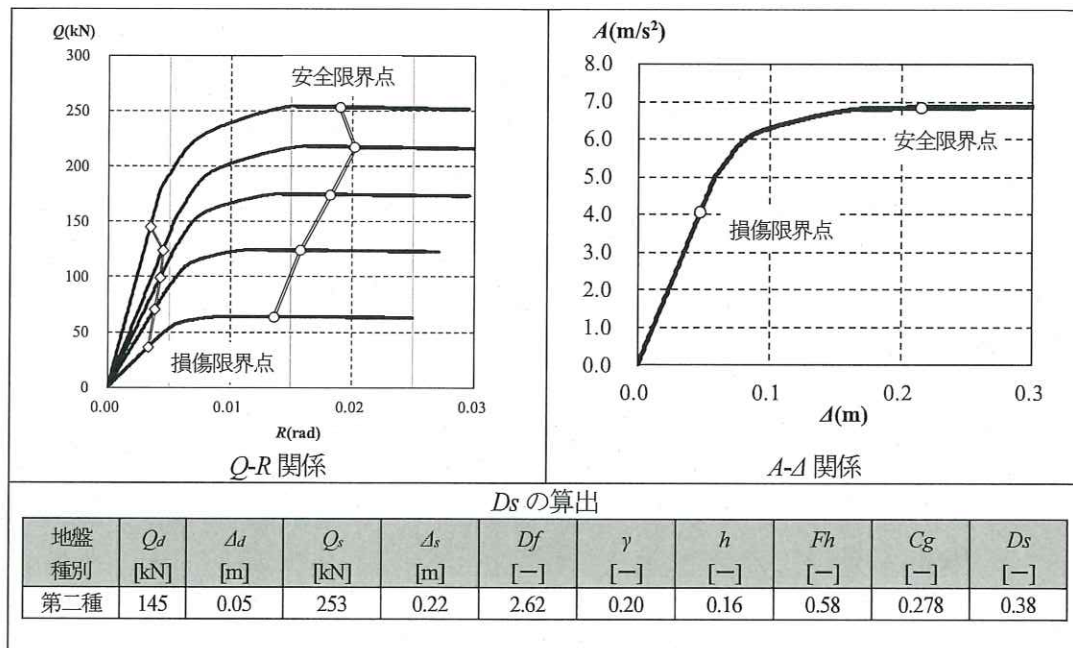 Q(kN)
300
250
200
150
100
50
0
0.00 0.01 0.02 0.03
R(rad)
安全限界点
損傷限界点
Q-R 関係
A(m/s²)
8.0
7.0
6.0
5.0
4.0
3.0
2.0
1.0
0.0
0.0 0.1 0.2 0.3
Δ(m)
安全限界点
損傷限界点
A-Δ 関係
Ds の算出
地盤種別 Qd [kN] Δd [m] Qs [kN] Δs [m] Df [—] γ [—] h [—] Fh [—] Cg [—] Ds [—]
第二種 145 0.05 253 0.22 2.62 0.20 0.16 0.58 0.278 0.38